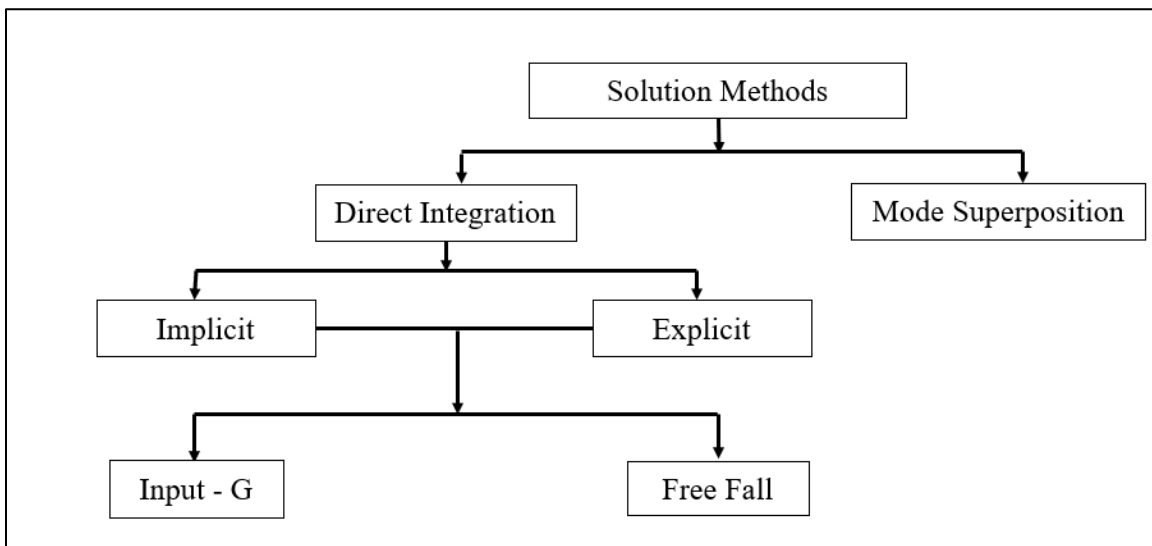 Solution Methods
Direct Integration
Mode Superposition
Implicit
Explicit
Input - G
Free Fall